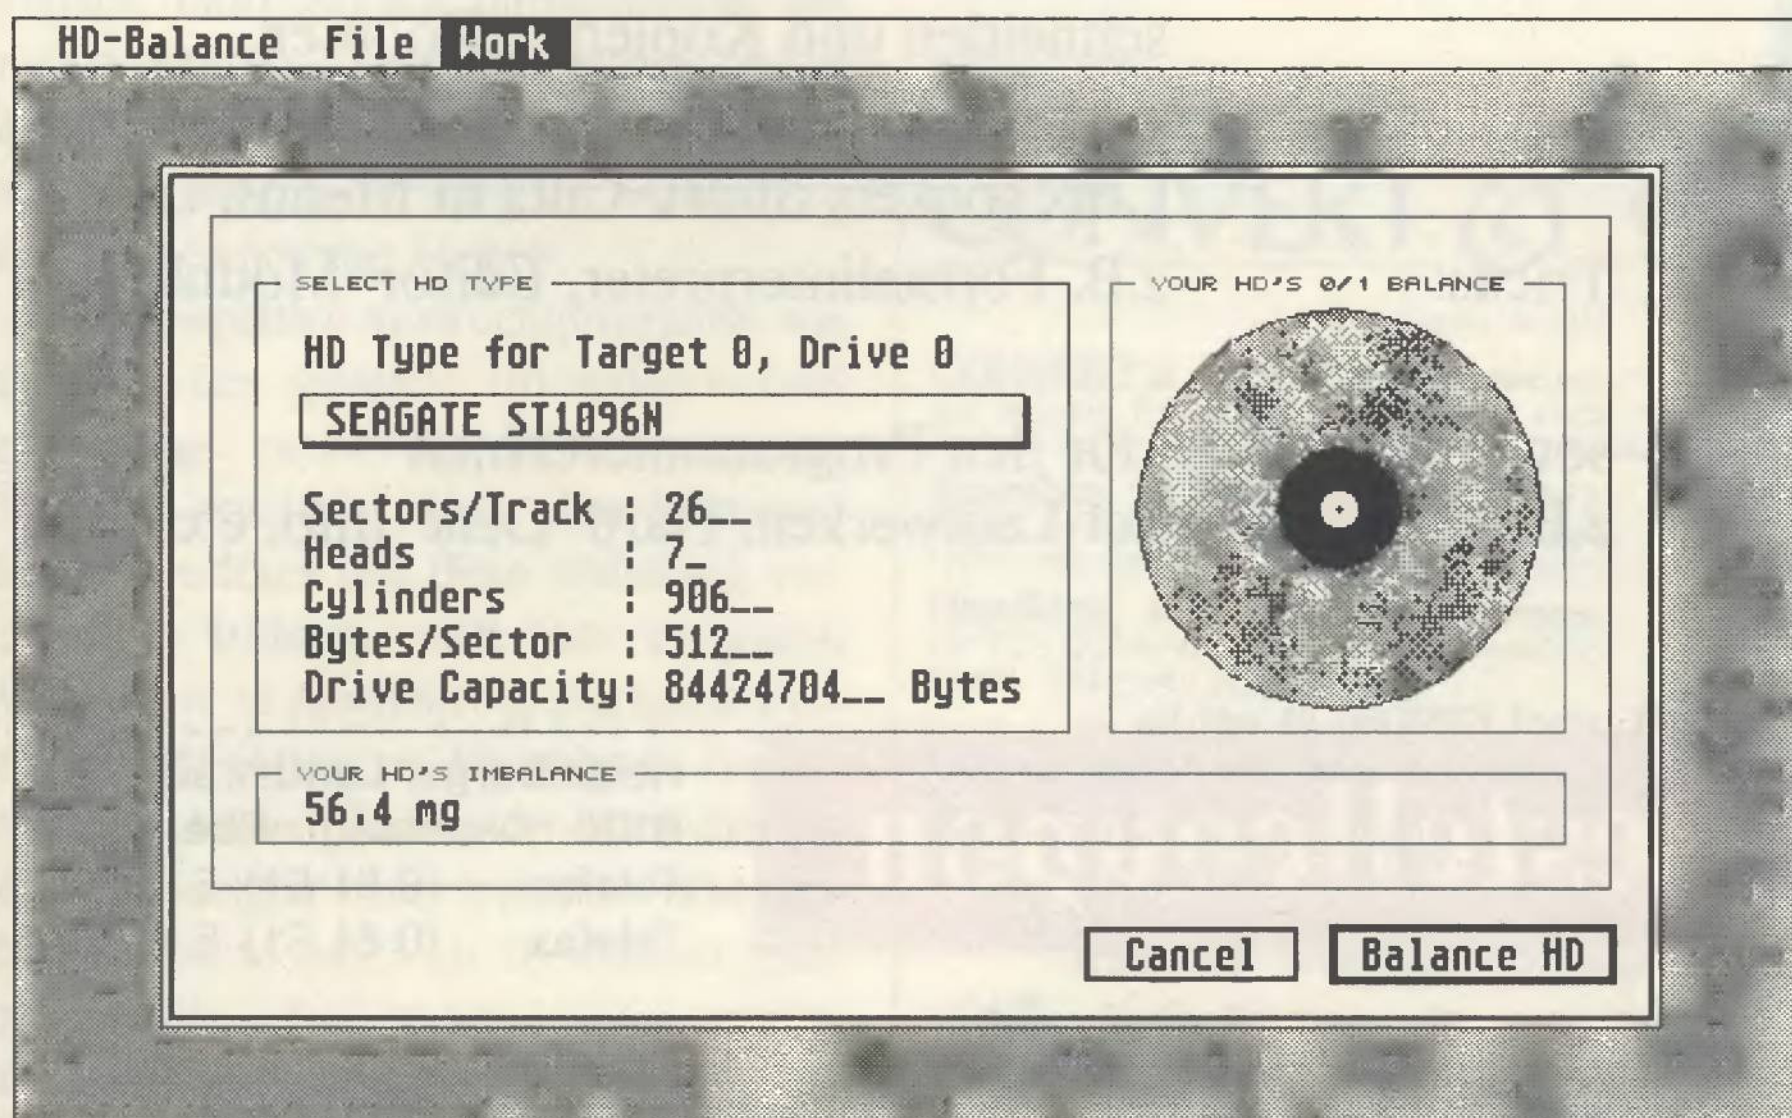 HD-Balance File Work
SELECT HD TYPE
HD Type for Target 0, Drive 0
SEAGATE ST1096N
Sectors/Track : 26__
Heads : 7_
Cylinders : 906__
Bytes/Sector : 512__
Drive Capacity: 84424704__ Bytes
YOUR HD'S 0/1 BALANCE
YOUR HD'S IMBALANCE
56.4 mg
Cancel
Balance HD